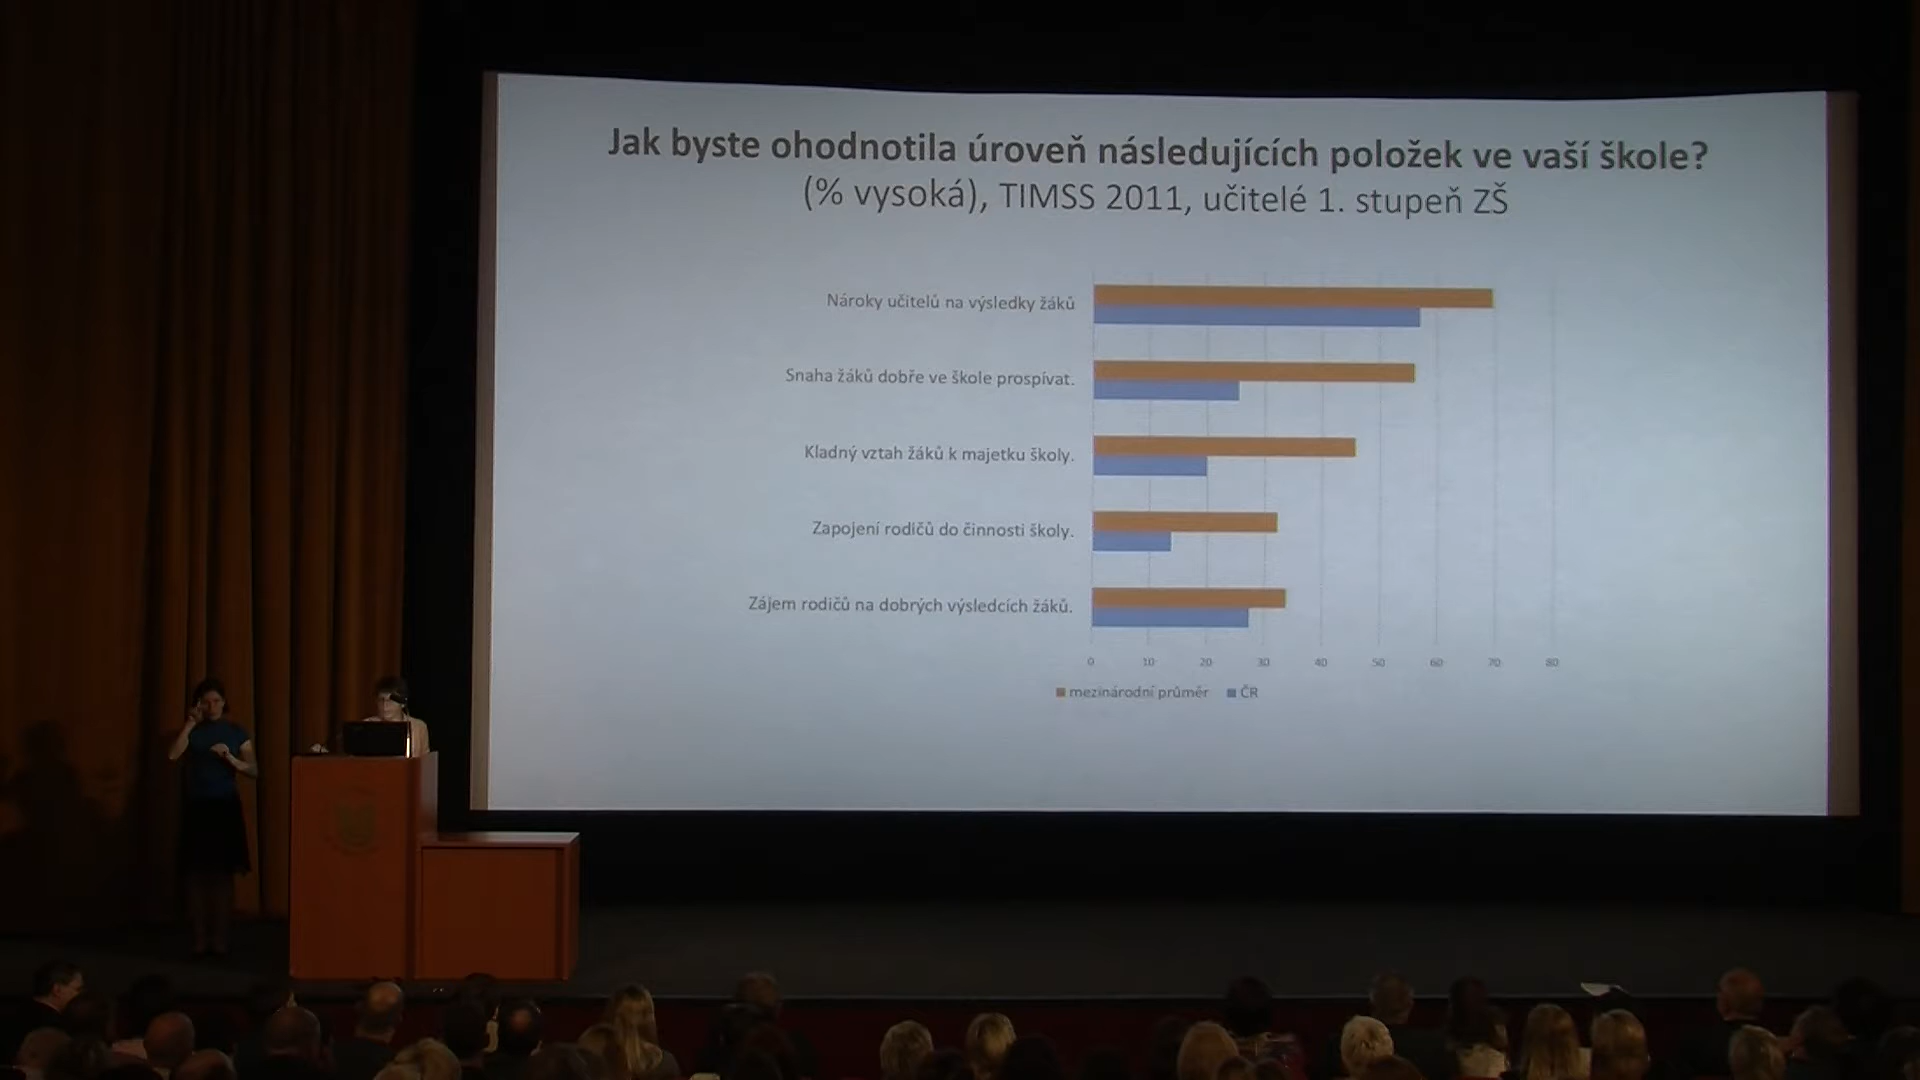 Jak byste ohodnotila úroveň následujících položek ve vaší škole?
(% vysoká), TIMSS 2011, učitelé 1. stupeň ZŠ
Nároky učitelů na výsledky žáků
Snaha žáků dobře ve škole prospívat.
Kladný vztah žáků k majetku školy.
Zapojení rodičů do činnosti školy.
Zájem rodičů na dobrých výsledcích žáků.
0 10 20 30 40 50 60 70 80
mezinárodní průměr ČR